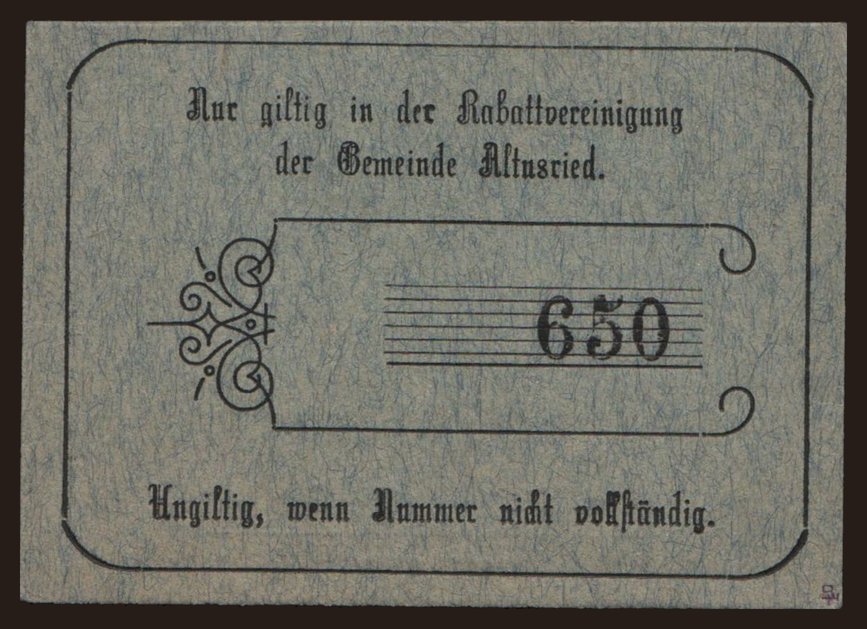 Nur giltig in der Rabattvereinigung
der Gemeinde Altusried.
650
Ungiltig, wenn Nummer nicht vollständig.